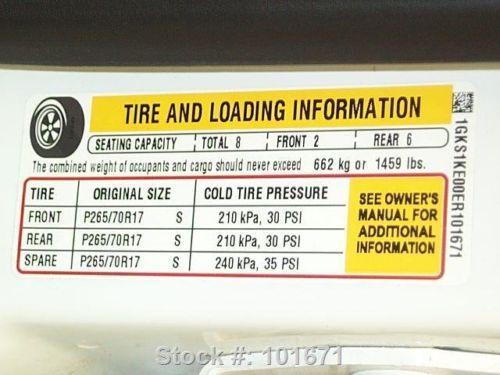 TIRE AND LOADING INFORMATION
SEATING CAPACITY TOTAL 8 FRONT 2 REAR 6
The combined weight of occupants and cargo should never exceed 662 kg or 1459 lbs.
TIRE ORIGINAL SIZE COLD TIRE PRESSURE
FRONT P265/70R17 S 210 kPa, 30 PSI
REAR P265/70R17 S 210 kPa, 30 PSI
SPARE P265/70R17 S 240 kPa, 35 PSI
SEE OWNER'S
MANUAL FOR
ADDITIONAL
INFORMATION
1GKS1KE00ER101671
Stock #: 101671